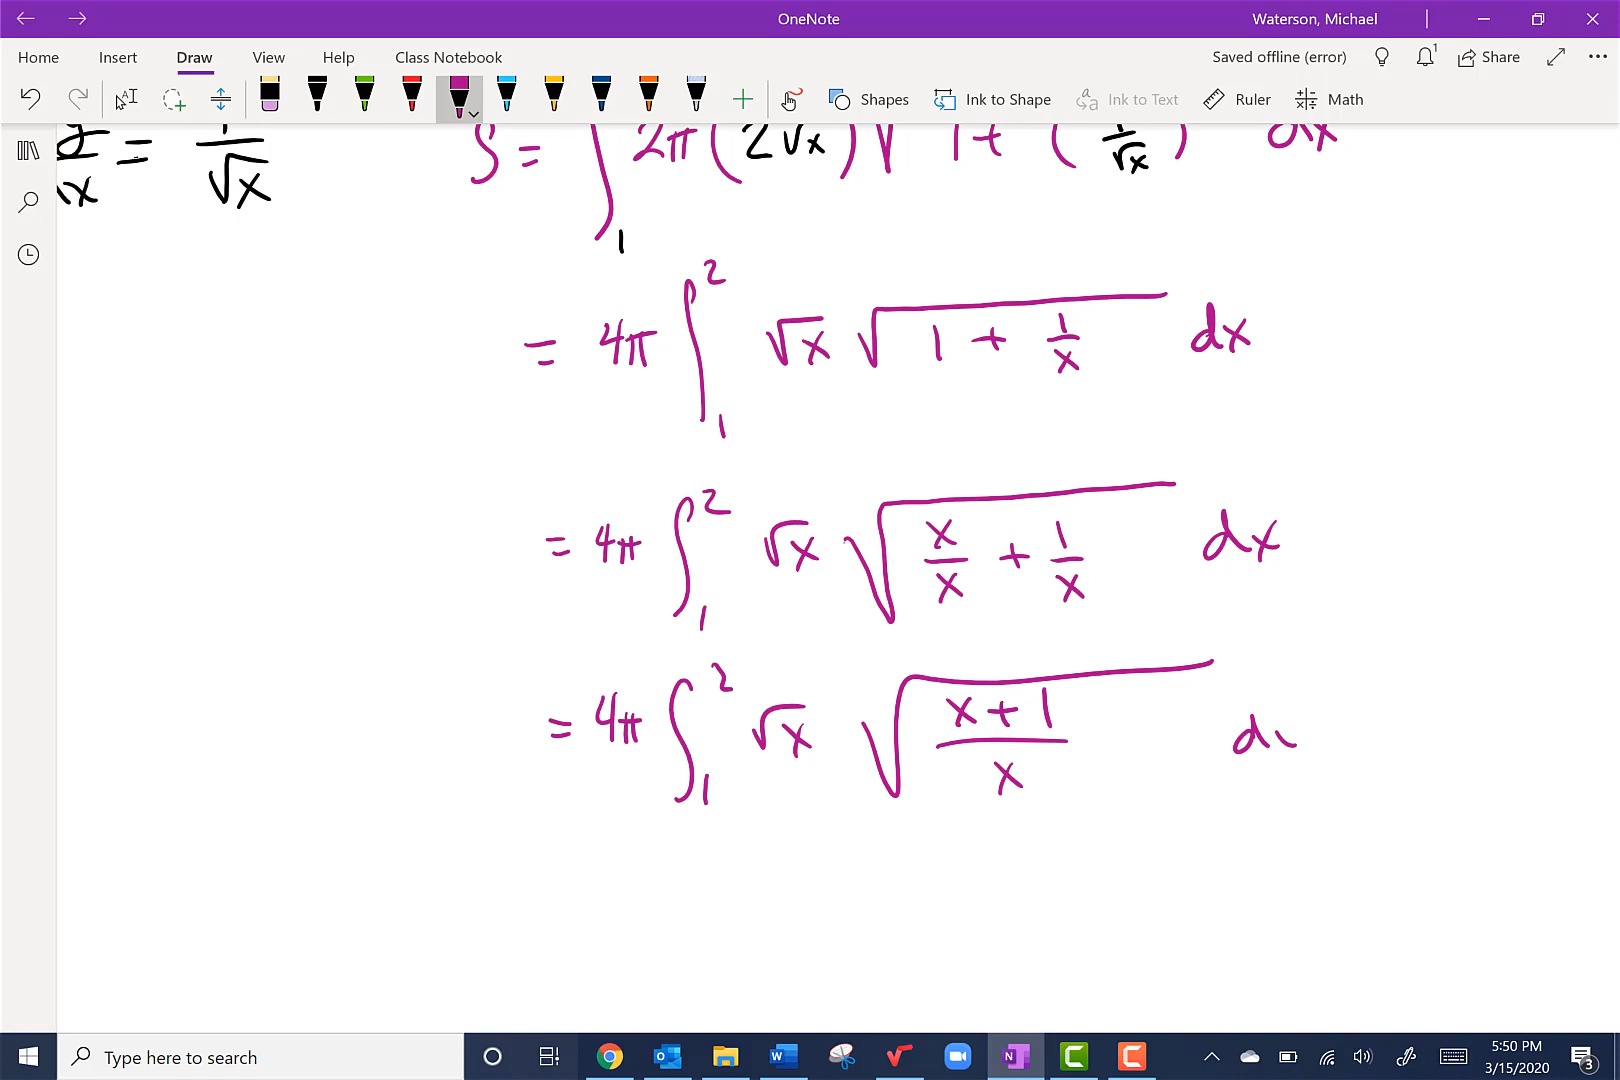 OneNote
Waterson, Michael
Home Insert Draw View Help Class Notebook
Saved offline (error) 1 Share
Shapes Ink to Shape Ink to Text Ruler Math
= 1/√x
S = ∫₁ 2π(2√x)√1+(1/√x) dx
= 4π ∫₁² √x √(1 + 1/x) dx
= 4π ∫₁² √x √(x/x + 1/x) dx
= 4π ∫₁² √x √((x+1)/x) d
Type here to search
5:50 PM
3/15/2020
3